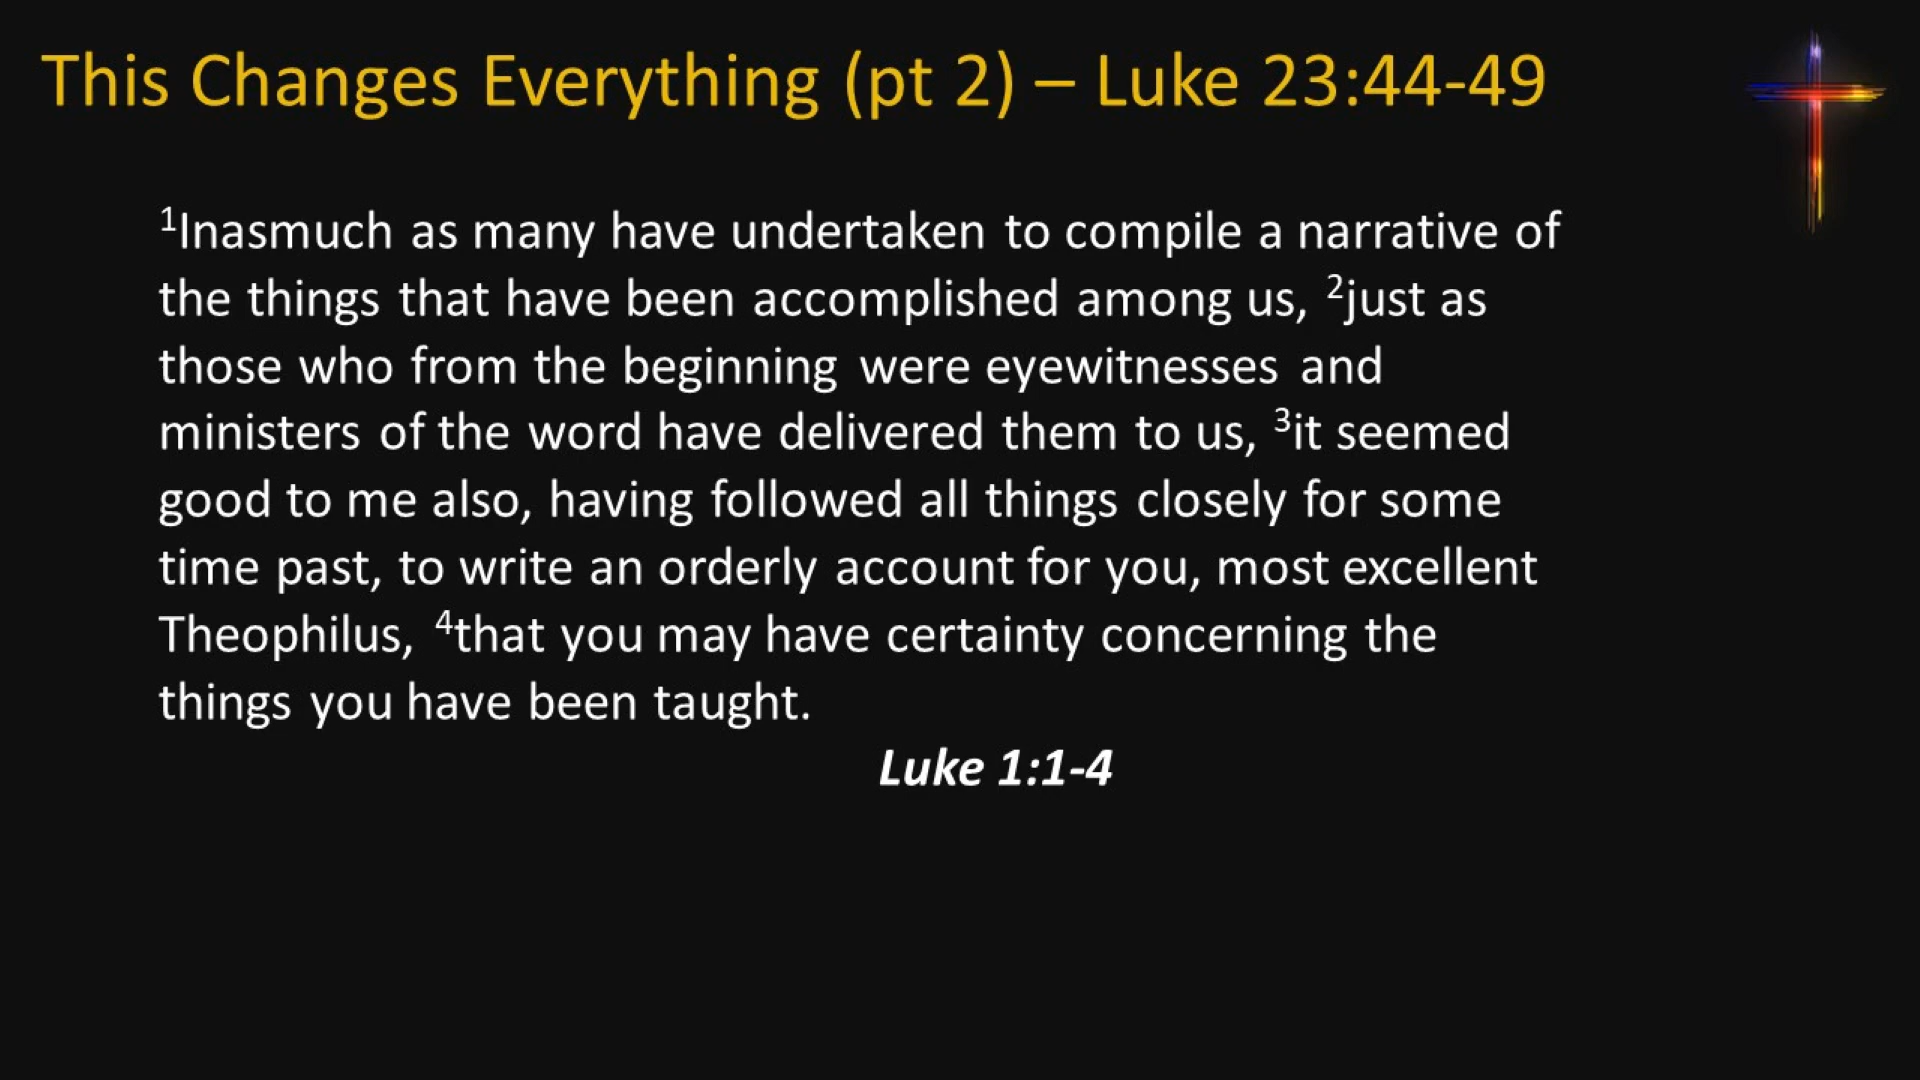 This Changes Everything (pt 2) – Luke 23:44-49
¹Inasmuch as many have undertaken to compile a narrative of
the things that have been accomplished among us, ²just as
those who from the beginning were eyewitnesses and
ministers of the word have delivered them to us, ³it seemed
good to me also, having followed all things closely for some
time past, to write an orderly account for you, most excellent
Theophilus, ⁴that you may have certainty concerning the
things you have been taught.
Luke 1:1-4